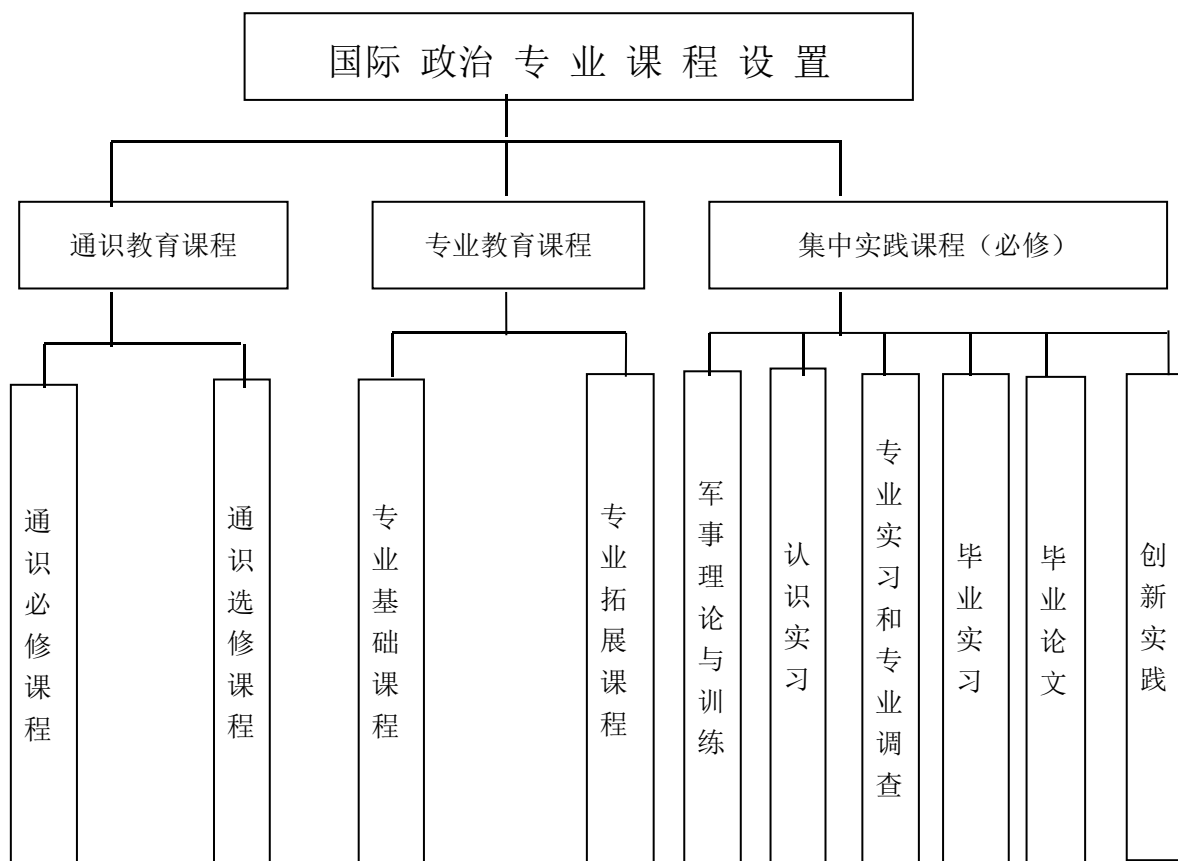 国际 政治 专 业 课 程 设 置
通识教育课程
专业教育课程
集中实践课程（必修）
通识必修课程
通识选修课程
专业基础课程
专业拓展课程
军事理论与训练
认识实习
专业实习和专业调查
毕业实习
毕业论文
创新实践